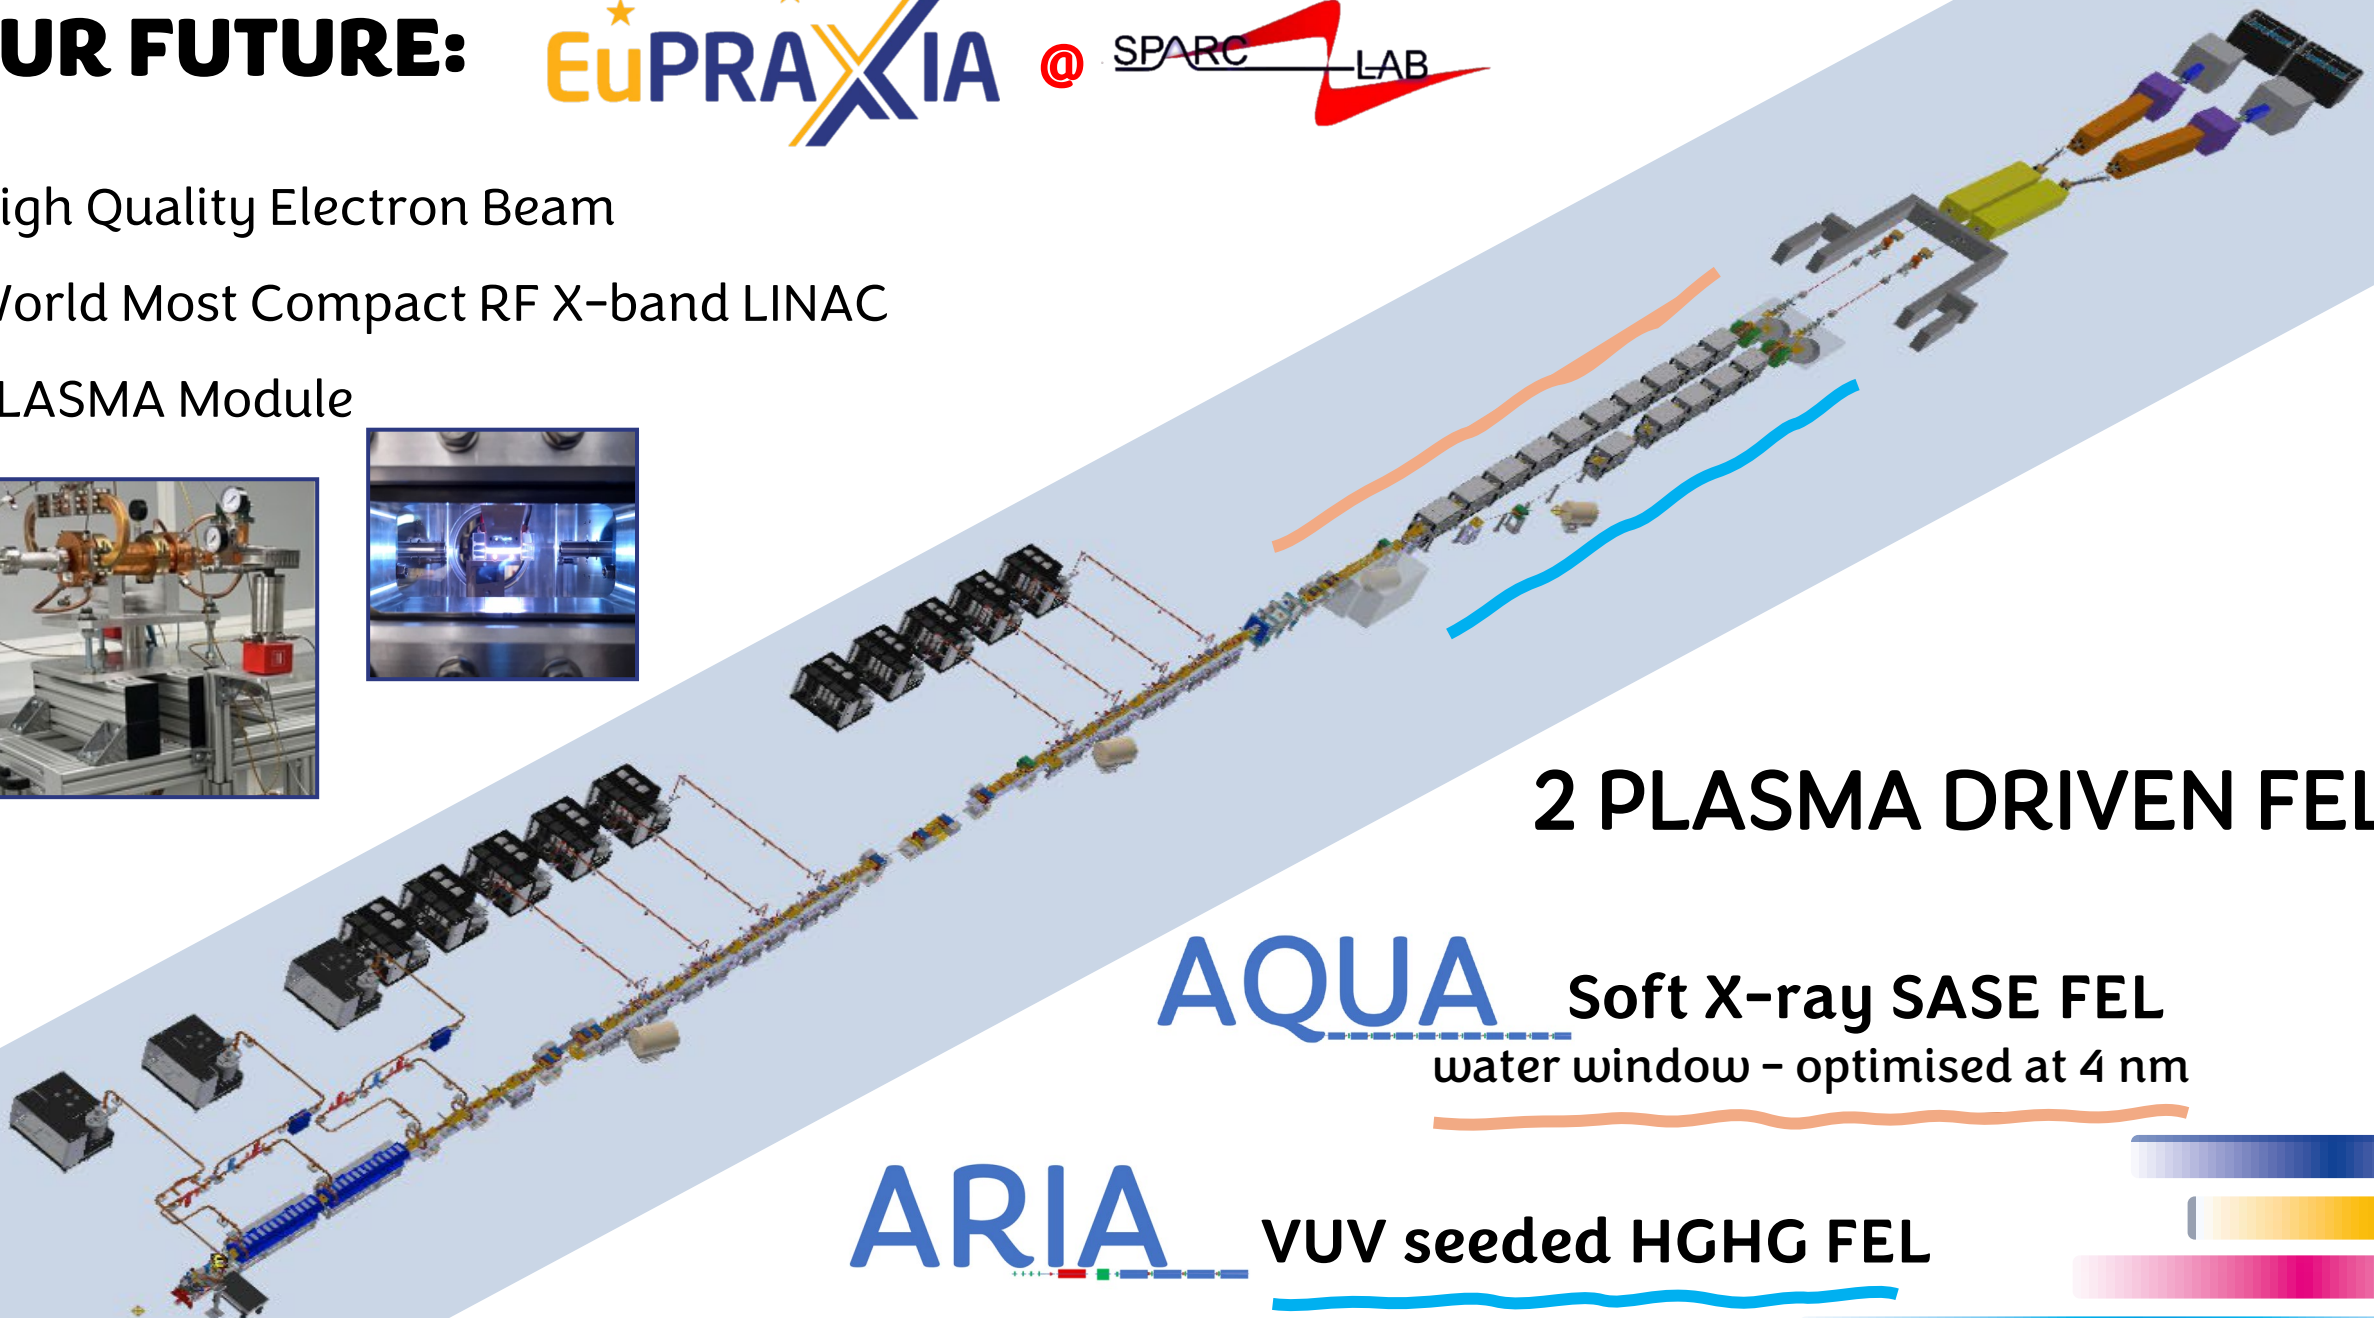 UR FUTURE:
EuPRAXIA @ SPARC LAB
igh Quality Electron Beam
orld Most Compact RF X-band LINAC
LASMA Module
2 PLASMA DRIVEN FEL
AQUA Soft X-ray SASE FEL
water window - optimised at 4 nm
ARIA VUV seeded HGHG FEL